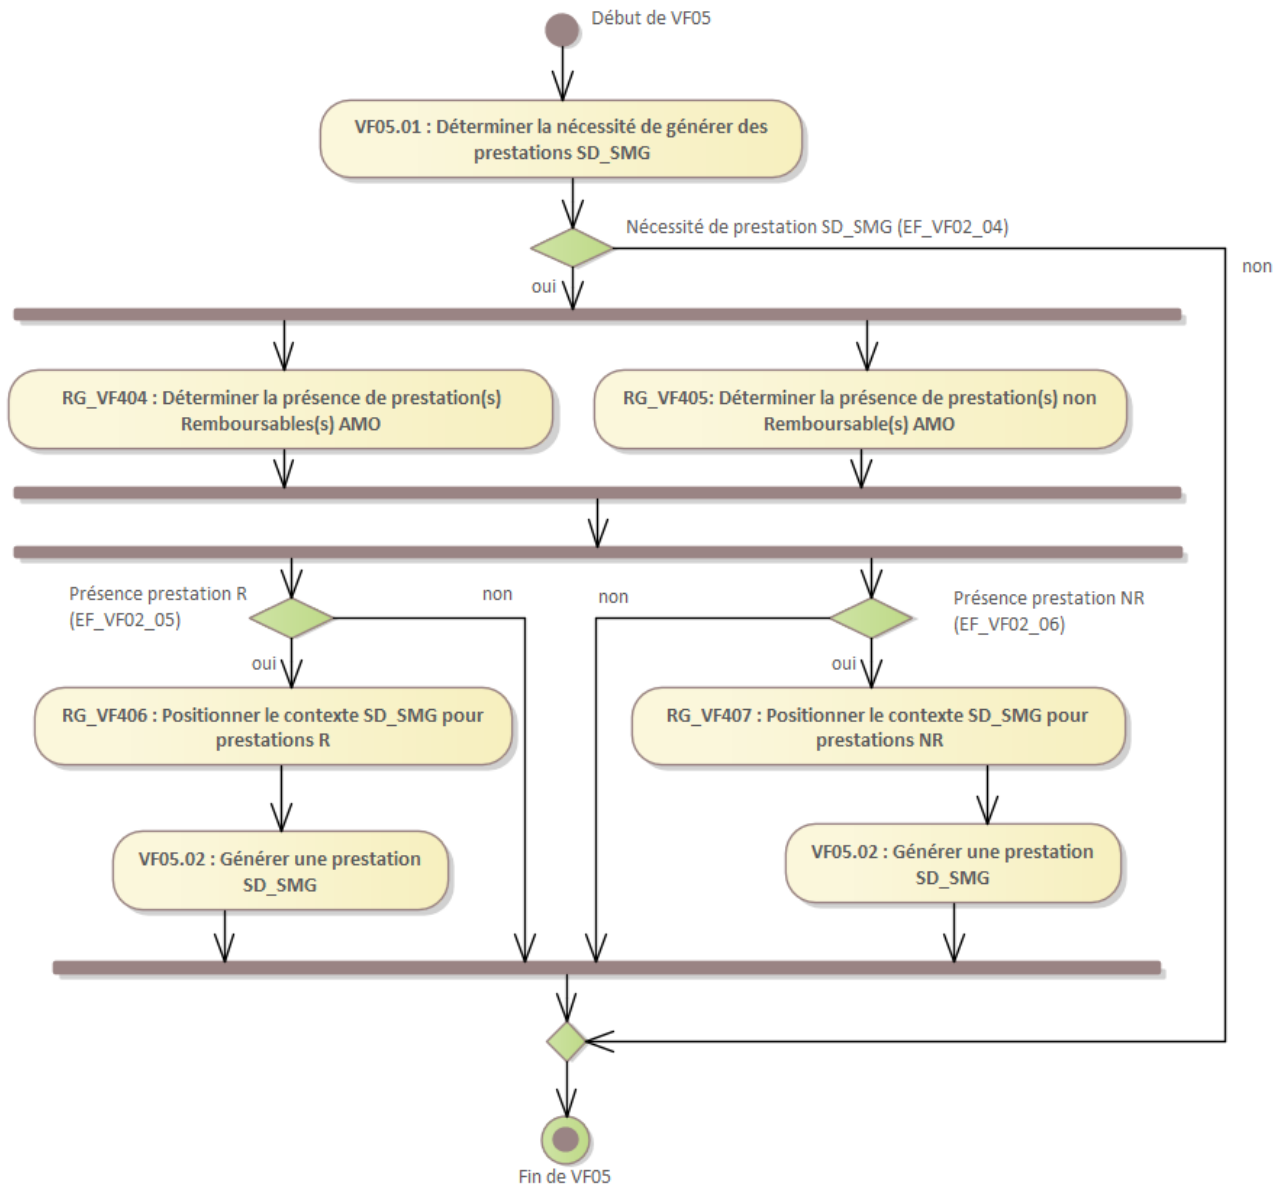 Début de VF05
VF05.01 : Déterminer la nécessité de générer des
prestations SD_SMG
Nécessité de prestation SD_SMG (EF_VF02_04)
non
oui
RG_VF404 : Déterminer la présence de prestation(s)
Remboursables(s) AMO
RG_VF405: Déterminer la présence de prestation(s) non
Remboursable(s) AMO
Présence prestation R
(EF_VF02_05)
non
non
Présence prestation NR
(EF_VF02_06)
oui
oui
RG_VF406 : Positionner le contexte SD_SMG pour
prestations R
RG_VF407 : Positionner le contexte SD_SMG pour
prestations NR
VF05.02 : Générer une prestation
SD_SMG
VF05.02 : Générer une prestation
SD_SMG
Fin de VF05